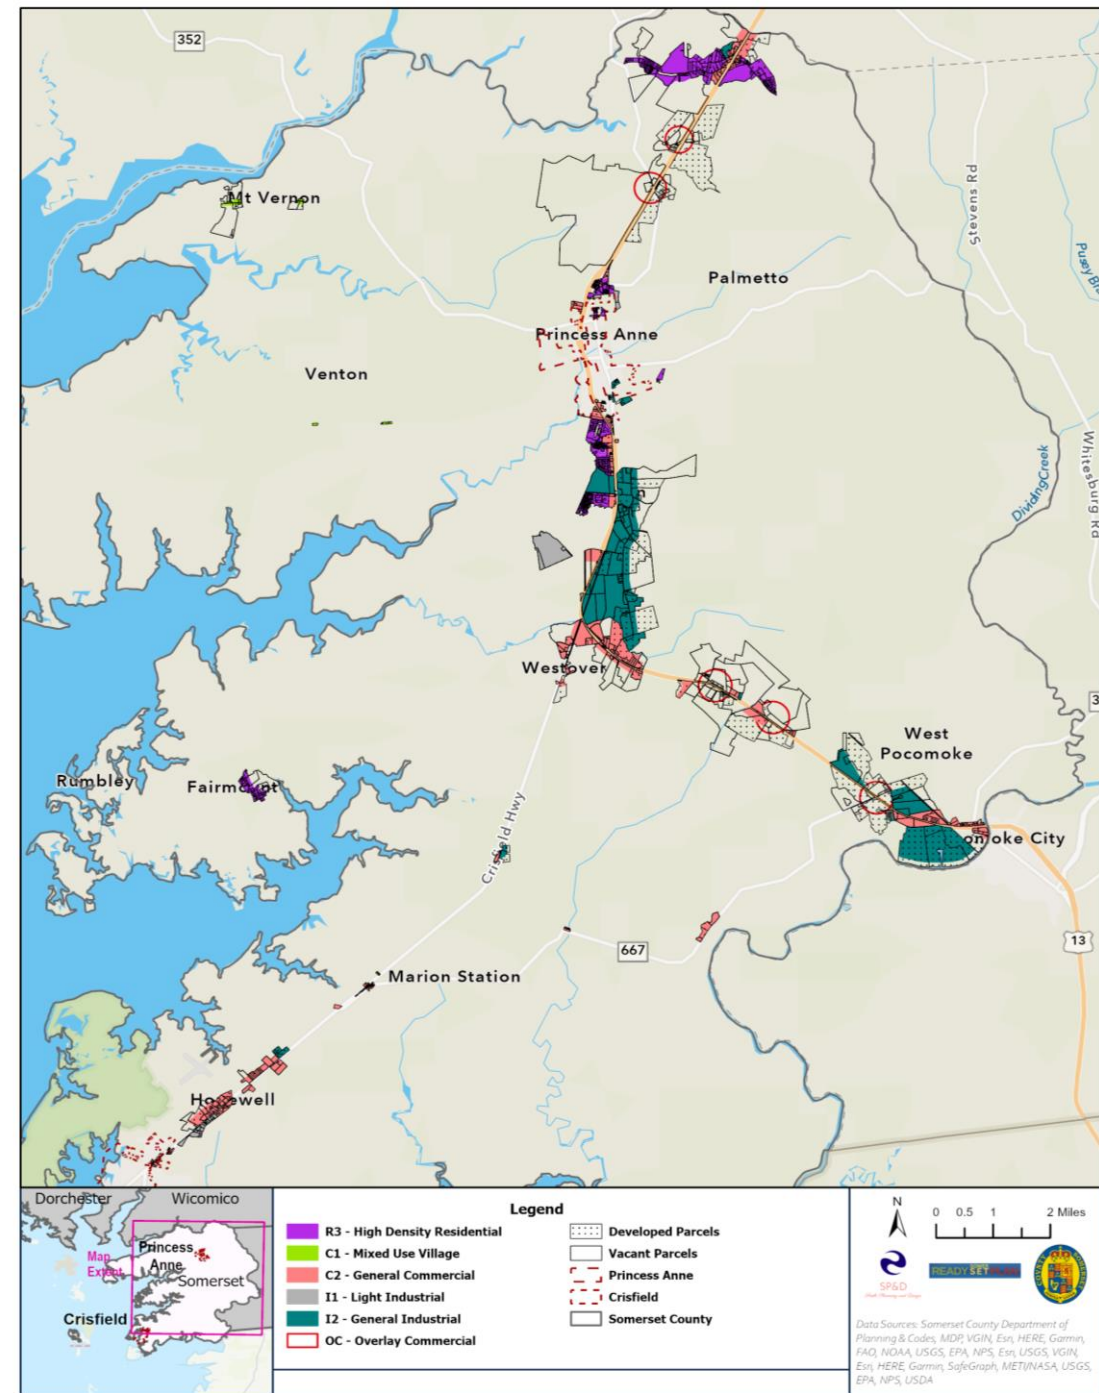 352
Stevens Rd
Mt Vernon
Palmetto
Princess Anne
Venton
Dividing Creek
Whitesburg Rd
Westover
West
Pocomoke
Rumbley
Fairmount
Crisfield Hwy
City
13
667
Marion Station
Hopewell
Dorchester
Wicomico
Map
Extent
Princess
Anne
Somerset
Crisfield
Legend
R3 - High Density Residential
C1 - Mixed Use Village
C2 - General Commercial
I1 - Light Industrial
I2 - General Industrial
OC - Overlay Commercial
Developed Parcels
Vacant Parcels
Princess Anne
Crisfield
Somerset County
N
0 0.5 1 2 Miles
SP&D
READY SET
Data Sources: Somerset County Department of
Planning & Codes, MDP, VGIN, Esri, HERE, Garmin,
FAO, NOAA, USGS, EPA, NPS, Esri, USGS, VGIN,
Esri, HERE, Garmin, SafeGraph, METI/NASA, USGS,
EPA, NPS, USDA